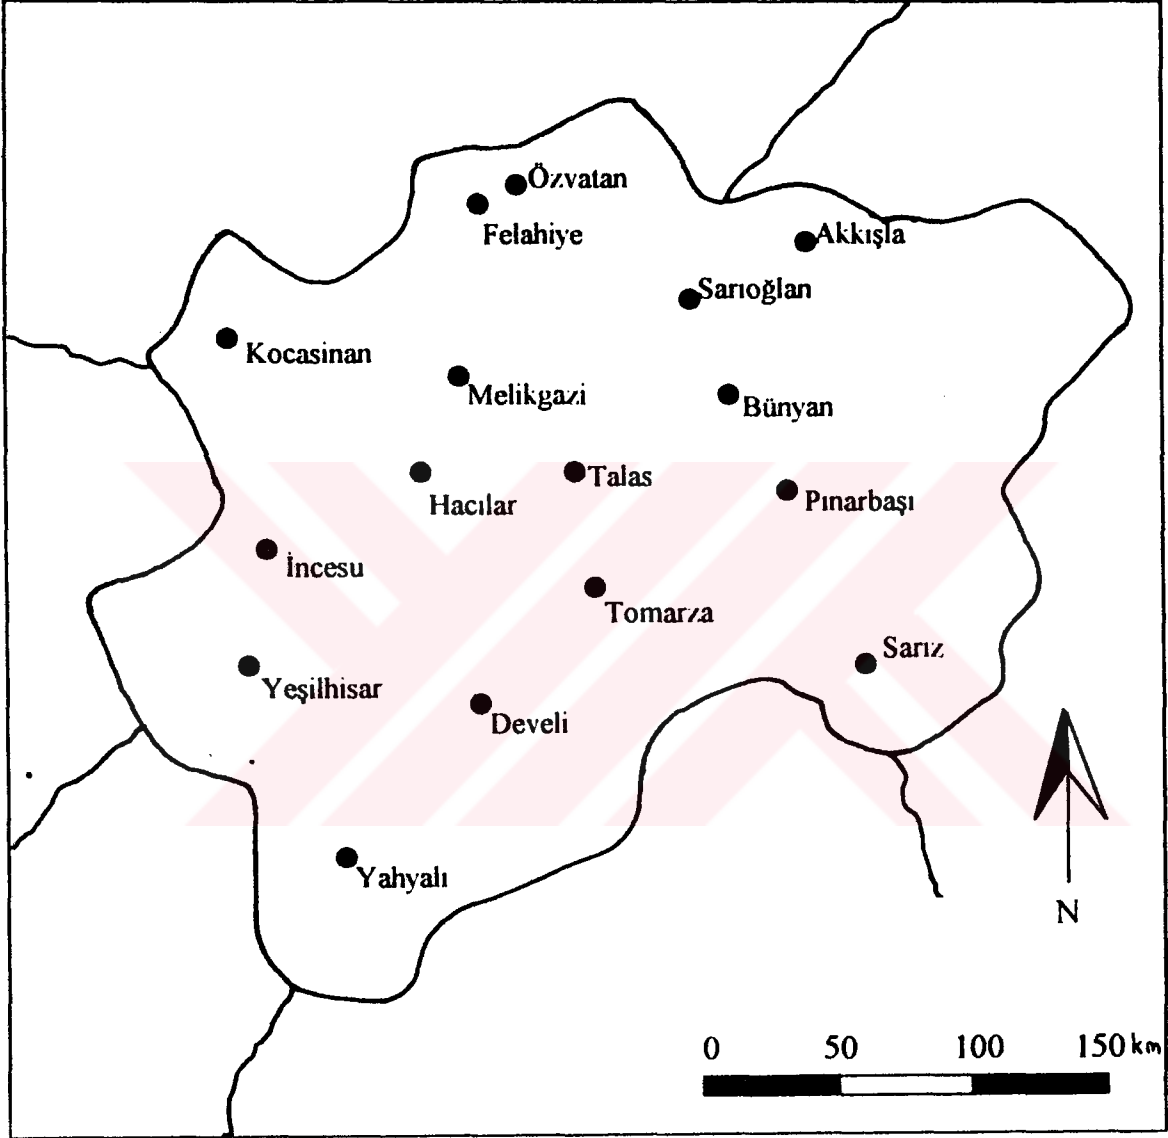 Özvatan
Felahiye
Akkışla
Sarıoğlan
Kocasinan
Melikgazi
Bünyan
Talas
Hacılar
Pınarbaşı
İncesu
Tomarza
Sarız
Yeşilhisar
Develi
Yahyalı
N
0 50 100 150 km